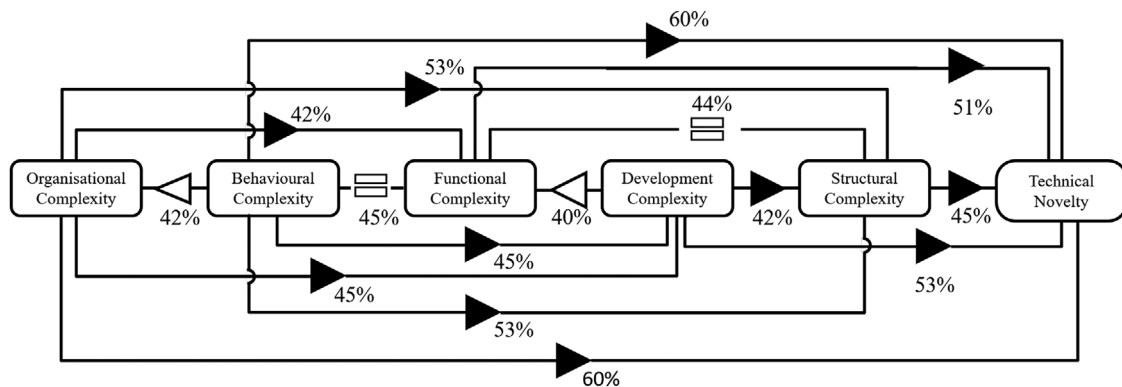 60%
53%
51%
44%
42%
Organisational
Complexity
Behavioural
Complexity
Functional
Complexity
Development
Complexity
Structural
Complexity
Technical
Novelty
42%
45%
40%
42%
45%
45%
53%
45%
53%
60%